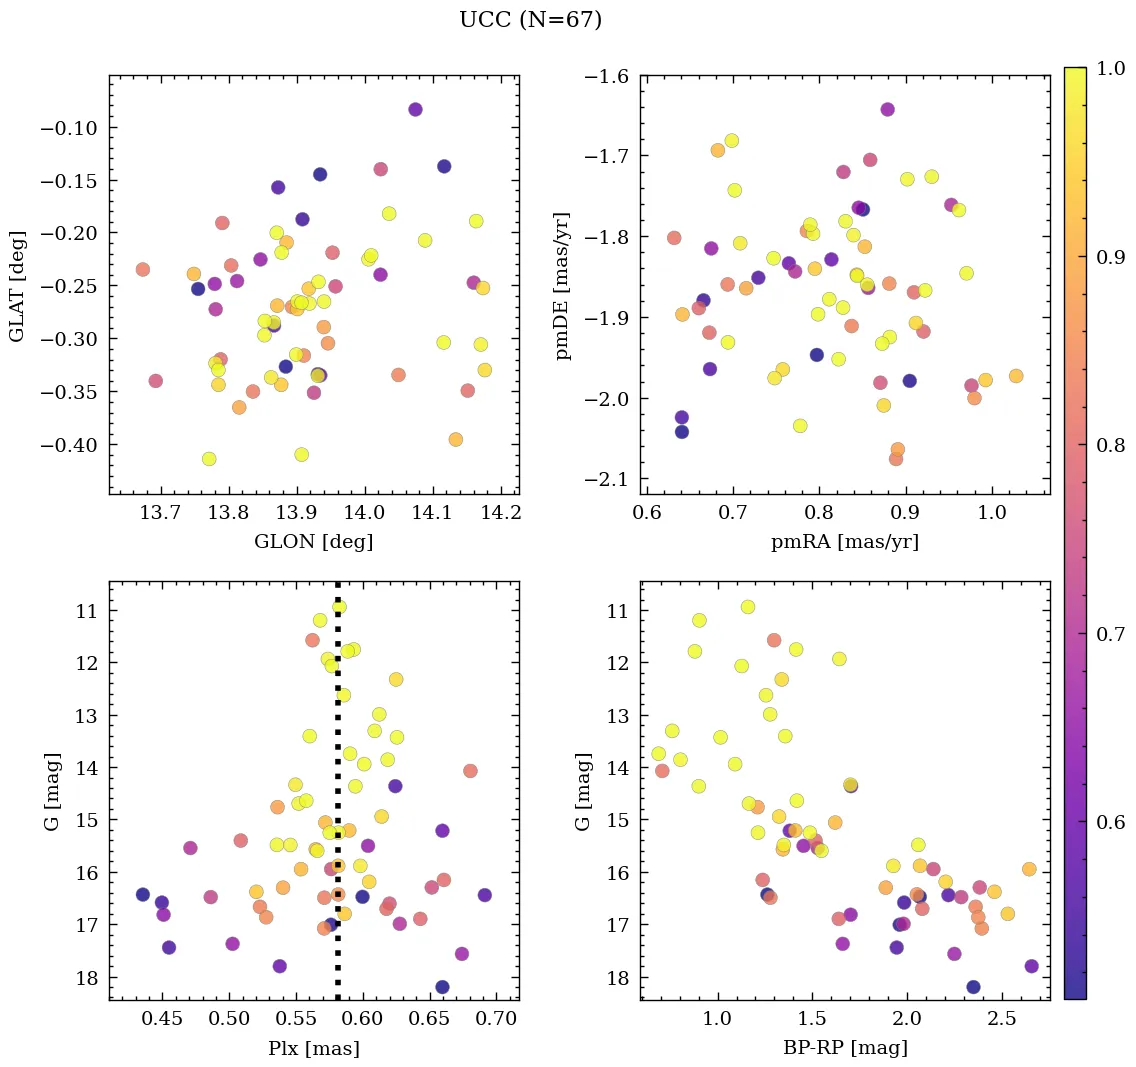 UCC (N=67)
−0.10
−0.15
−0.20
−0.25
−0.30
−0.35
−0.40
GLAT [deg]
13.7 13.8 13.9 14.0 14.1 14.2
GLON [deg]
−1.6
−1.7
−1.8
−1.9
−2.0
−2.1
pmDE [mas/yr]
0.6 0.7 0.8 0.9 1.0
pmRA [mas/yr]
11
12
13
14
15
16
17
18
G [mag]
0.45 0.50 0.55 0.60 0.65 0.70
Plx [mas]
11
12
13
14
15
16
17
18
G [mag]
1.0 1.5 2.0 2.5
BP-RP [mag]
1.0
0.9
0.8
0.7
0.6